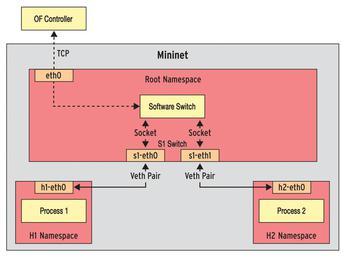 OF Controller
TCP
Mininet
eth0
Root Namespace
Software Switch
Socket
Socket
S1 Switch
s1-eth0
s1-eth1
Veth Pair
Veth Pair
h1-eth0
h2-eth0
Process 1
Process 2
H1 Namespace
H2 Namespace